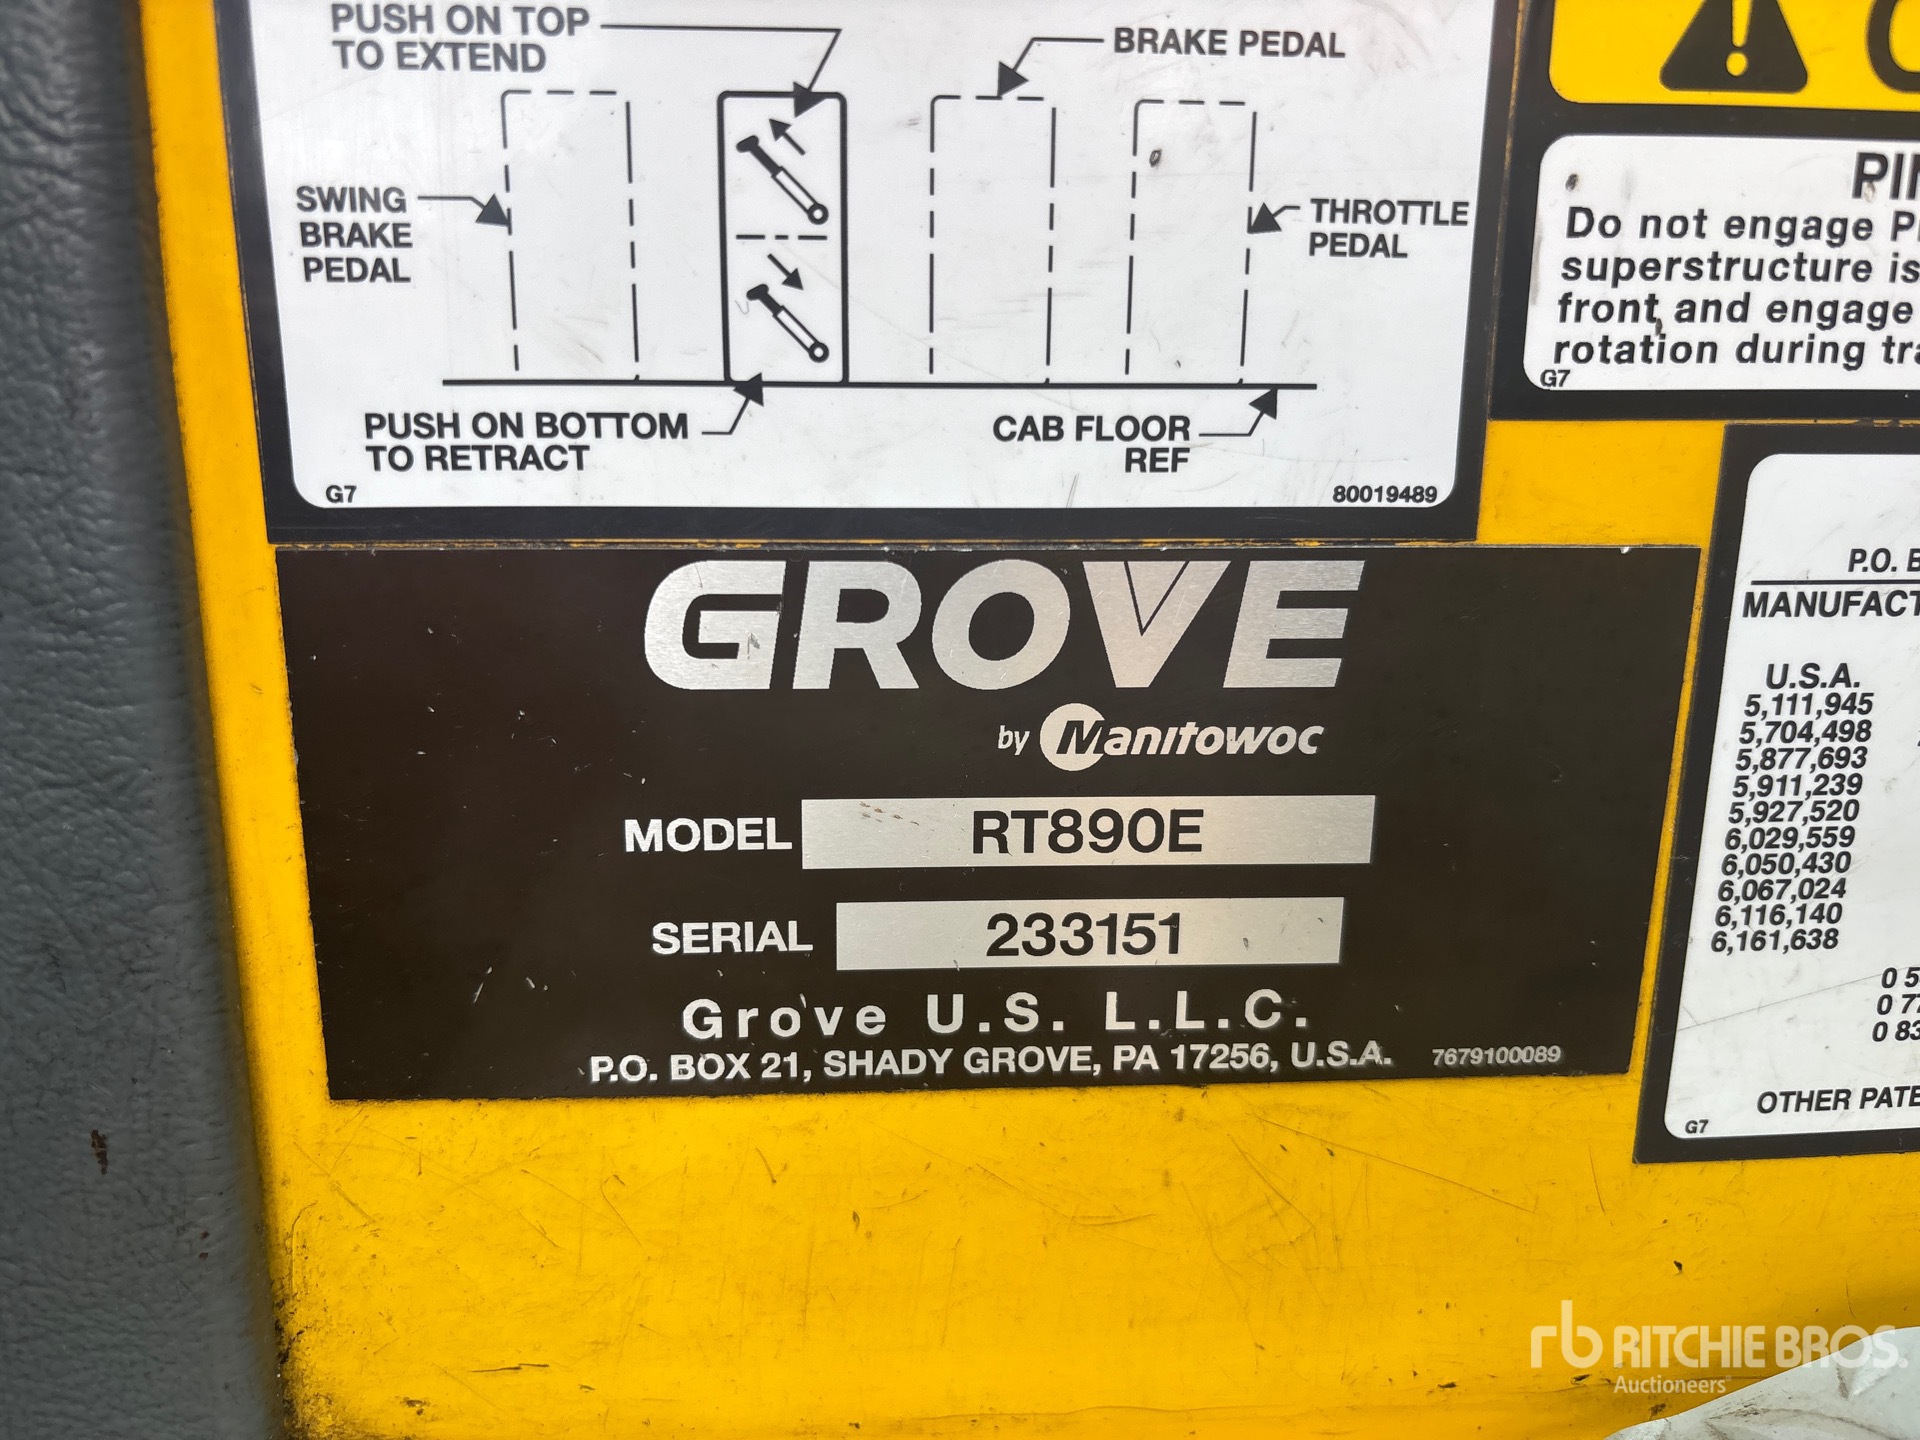 PUSH ON TOP
TO EXTEND
BRAKE PEDAL
SWING
BRAKE
PEDAL
THROTTLE
PEDAL
PUSH ON BOTTOM
TO RETRACT
CAB FLOOR
REF
G7
80019489
Do not engage
superstructure is
front and engage
rotation during
G7
GROVE
by Manitowoc
MODEL RT890E
SERIAL 233151
Grove U.S. L.L.C.
P.O. BOX 21, SHADY GROVE, PA 17256, U.S.A.
7679100089
P.O.
U.S.A.
5,111,945
5,704,498
5,877,693
5,911,239
5,927,520
6,029,559
6,050,430
6,067,024
6,116,140
6,161,638
OTHER
G7
rb RITCHIE BROS.
Auctioneers